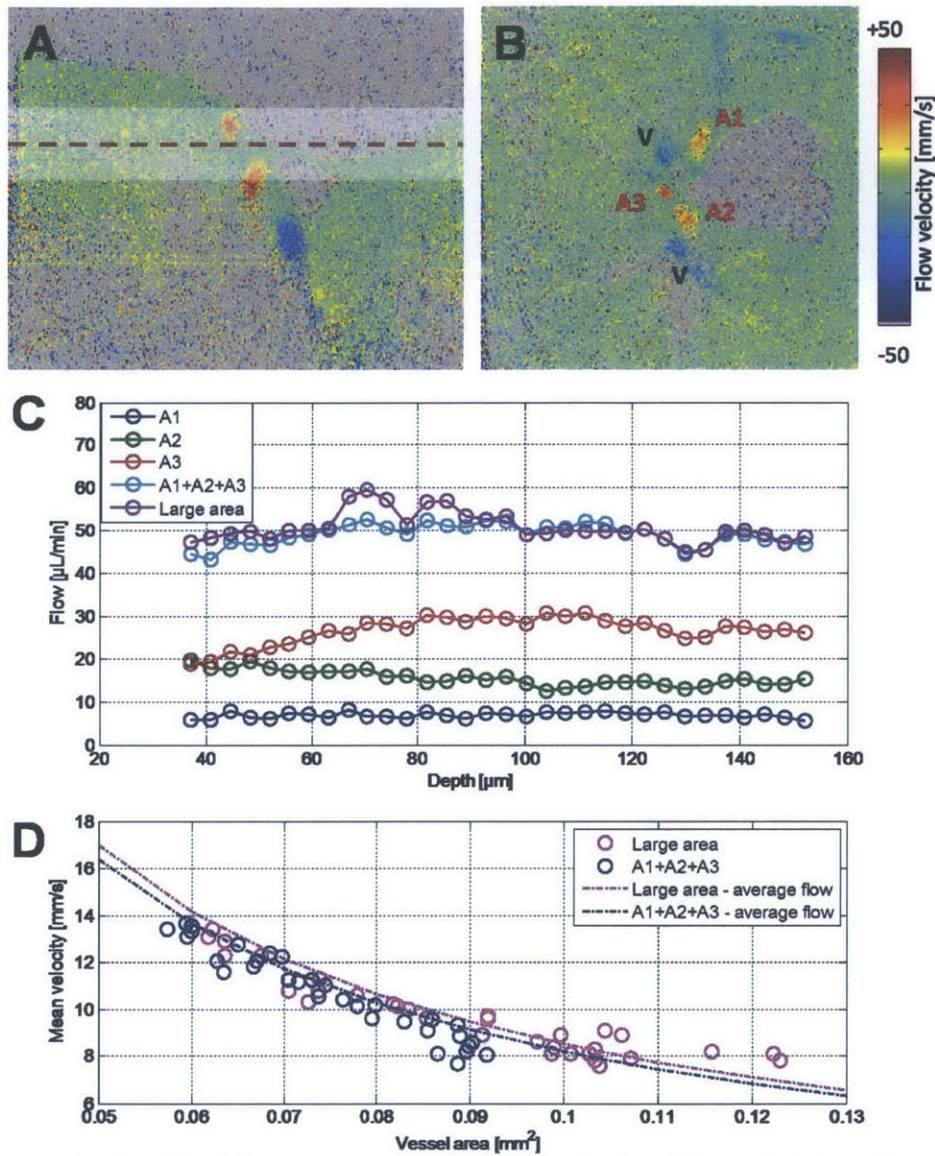 A
B
+50
A1
V
A3
A2
V
Flow velocity [mm/s]
-50
C
80
70
60
50
40
30
20
10
0
Flow [µL/min]
A1
A2
A3
A1+A2+A3
Large area
20 40 60 80 100 120 140 160
Depth [µm]
D
18
16
14
12
10
8
6
Mean velocity [mm/s]
Large area
A1+A2+A3
Large area - average flow
A1+A2+A3 - average flow
0.05 0.06 0.07 0.08 0.09 0.1 0.11 0.12 0.13
Vessel area [mm²]